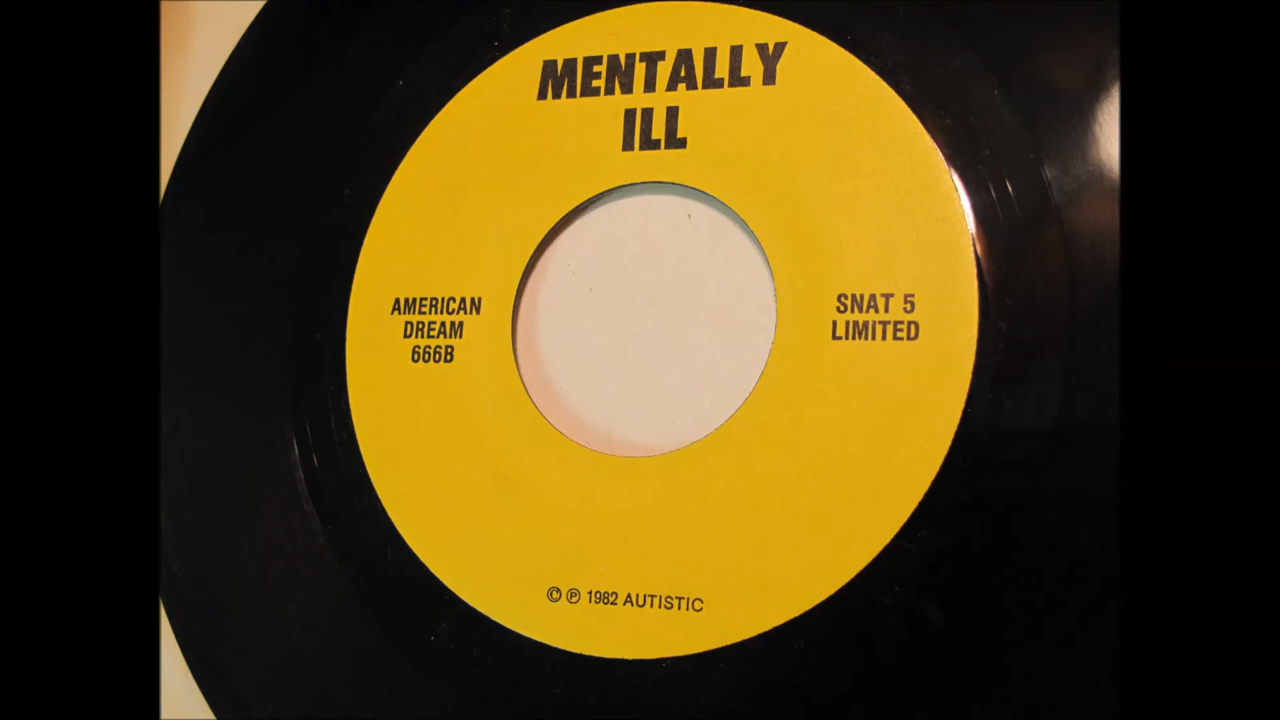 MENTALLY
ILL
AMERICAN
DREAM
666B
SNAT 5
LIMITED
© ℗ 1982 AUTISTIC